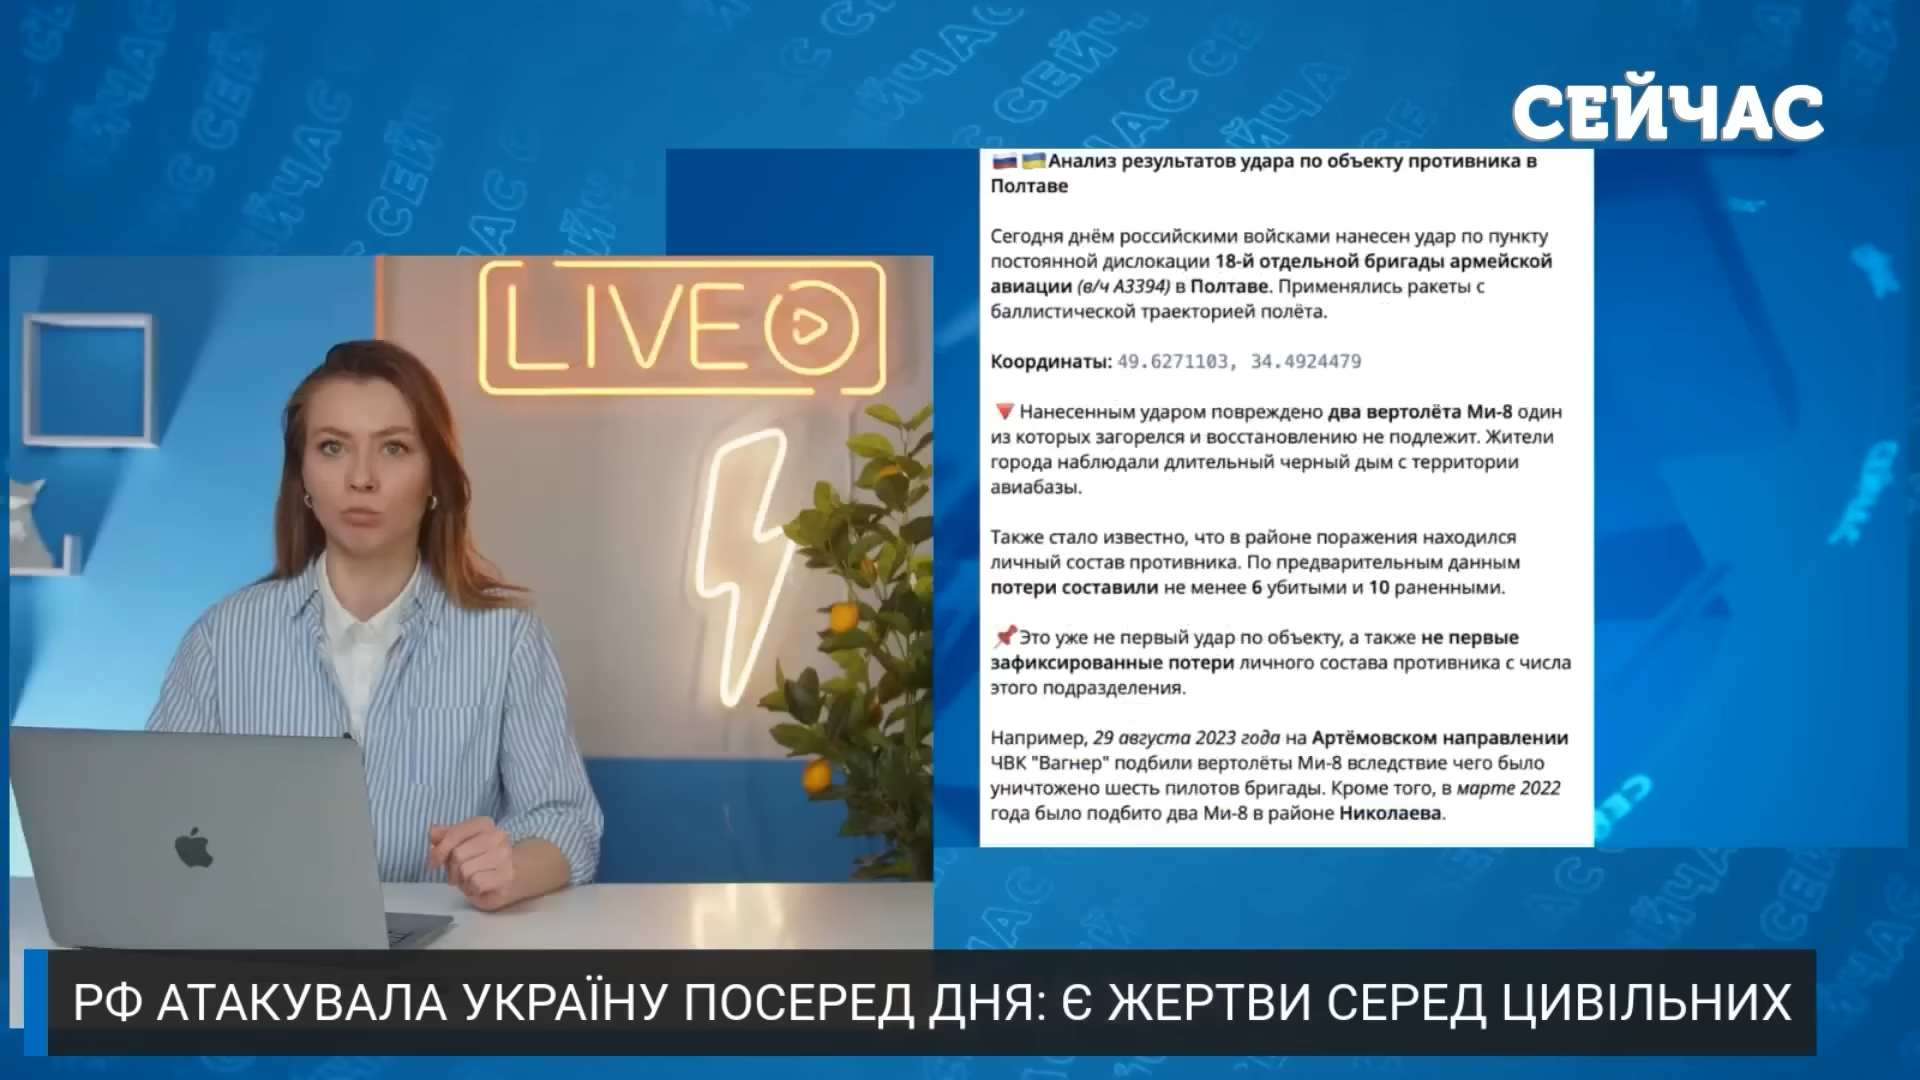 СЕЙЧАС
Анализ результатов удара по объекту противника в
Полтаве
Сегодня днём российскими войсками нанесен удар по пункту
постоянной дислокации 18-й отдельной бригады армейской
авиации (в/ч А3394) в Полтаве. Применялись ракеты с
баллистической траекторией полёта.
Координаты: 49.6271103, 34.4924479
Нанесенным ударом повреждено два вертолёта Ми-8 один
из которых загорелся и восстановлению не подлежит. Жители
города наблюдали длительный черный дым с территории
авиабазы.
Также стало известно, что в районе поражения находился
личный состав противника. По предварительным данным
потери составили не менее 6 убитыми и 10 раненными.
Это уже не первый удар по объекту, а также не первые
зафиксированные потери личного состава противника с числа
этого подразделения.
Например, 29 августа 2023 года на Артёмовском направлении
ЧВК "Вагнер" подбили вертолёты Ми-8 вследствие чего было
уничтожено шесть пилотов бригады. Кроме того, в марте 2022
года было подбито два Ми-8 в районе Николаева.
LIVE
РФ АТАКУВАЛА УКРАЇНУ ПОСЕРЕД ДНЯ: Є ЖЕРТВИ СЕРЕД ЦИВІЛЬНИХ